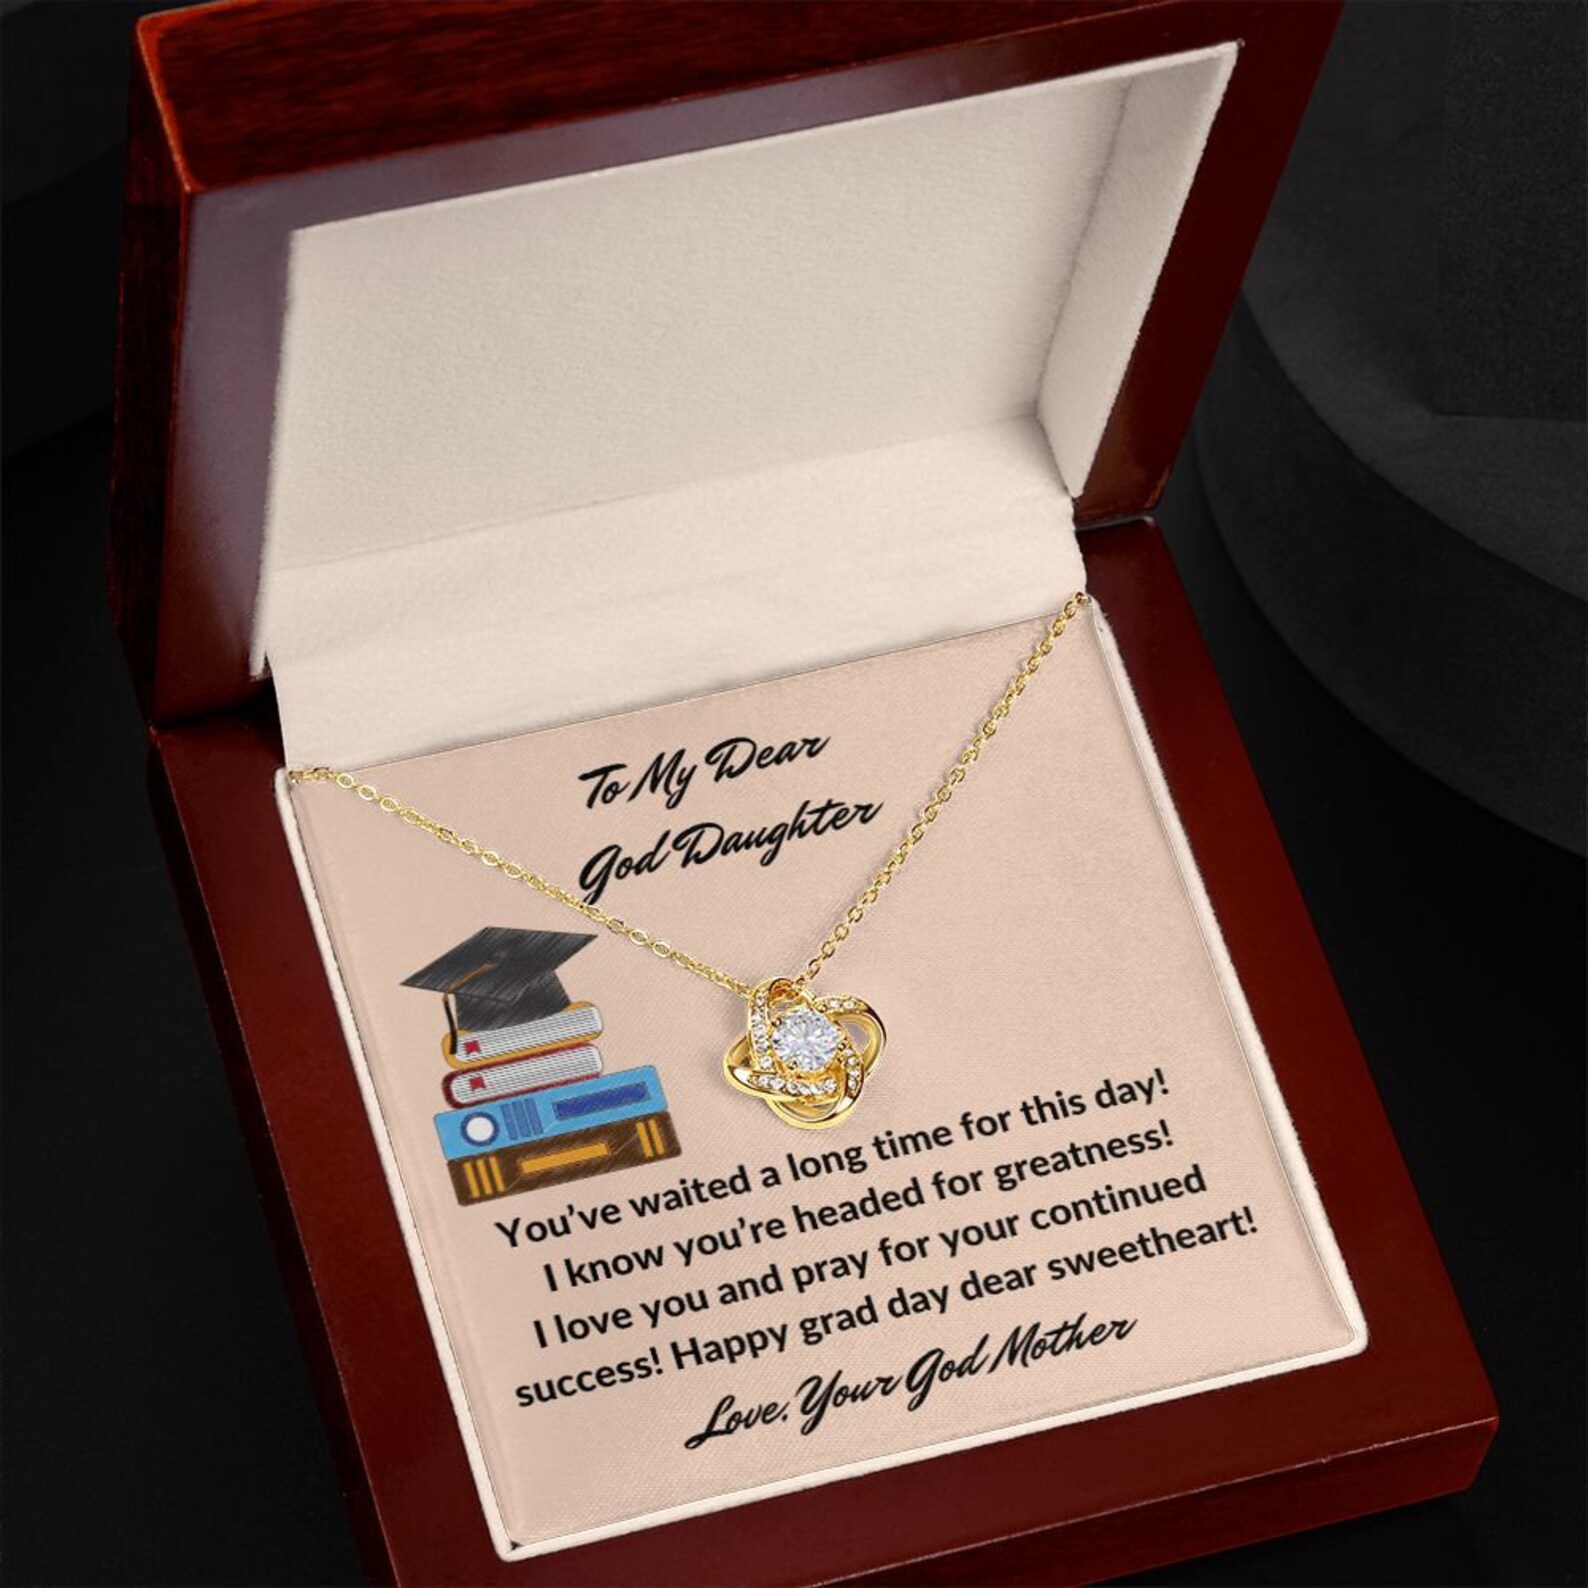 To My Dear
God Daughter
You've waited a long time for this day!
I know you're headed for greatness!
I love you and pray for your continued
success! Happy grad day dear sweetheart!
Love, Your God Mother